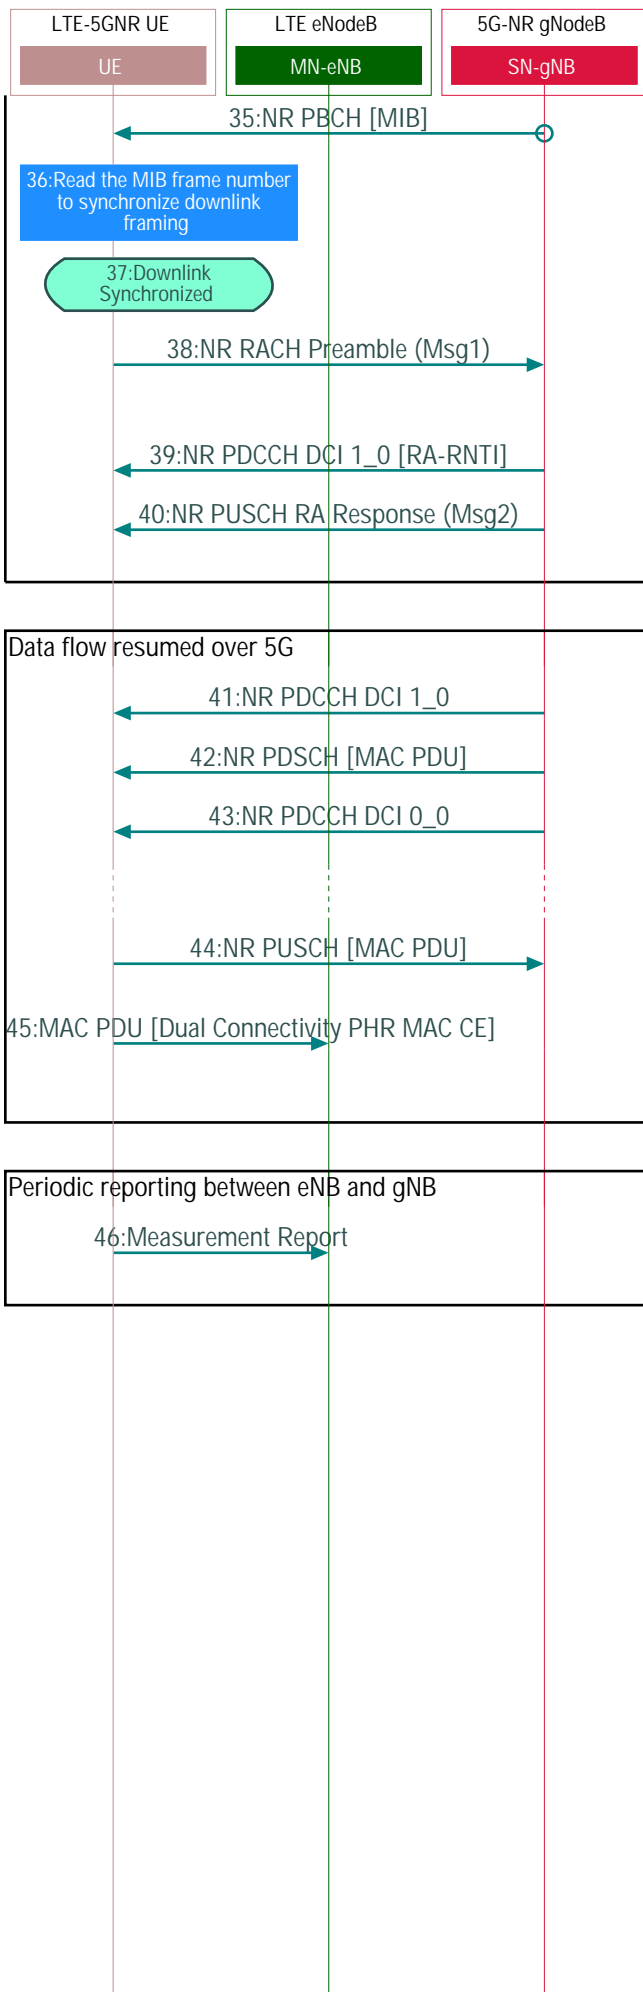 LTE-5GNR UE
LTE eNodeB
5G-NR gNodeB
UE
MN-eNB
SN-gNB
35:NR PBCH [MIB]
36:Read the MIB frame number
to synchronize downlink
framing
37:Downlink
Synchronized
38:NR RACH Preamble (Msg1)
39:NR PDCCH DCI 1_0 [RA-RNTI]
40:NR PUSCH RA Response (Msg2)
Data flow resumed over 5G
41:NR PDCCH DCI 1_0
42:NR PDSCH [MAC PDU]
43:NR PDCCH DCI 0_0
44:NR PUSCH [MAC PDU]
45:MAC PDU [Dual Connectivity PHR MAC CE]
Periodic reporting between eNB and gNB
46:Measurement Report